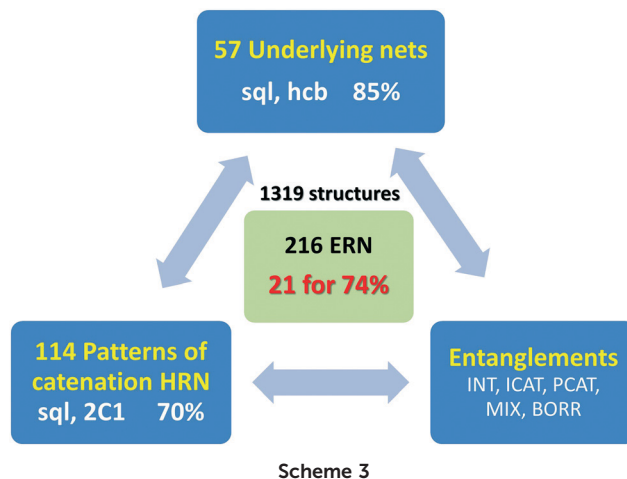 57 Underlying nets
sql, hcb 85%
1319 structures
216 ERN
21 for 74%
114 Patterns of
catenation HRN
sql, 2C1 70%
Entanglements
INT, ICAT, PCAT,
MIX, BORR
Scheme 3